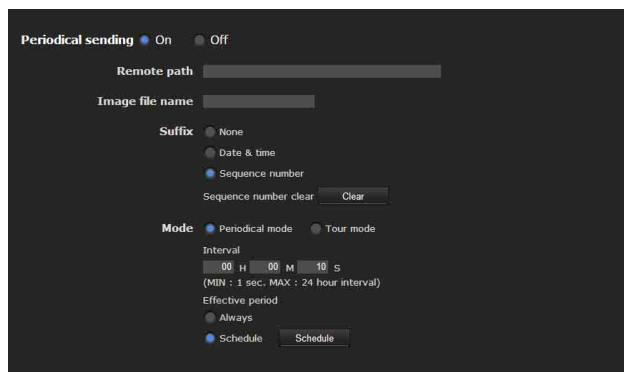 Periodical sending On Off
Remote path
Image file name
Suffix None
Date & time
Sequence number
Sequence number clear Clear
Mode Periodical mode Tour mode
Interval
00 H 00 M 10 S
(MIN : 1 sec. MAX : 24 hour interval)
Effective period
Always
Schedule Schedule